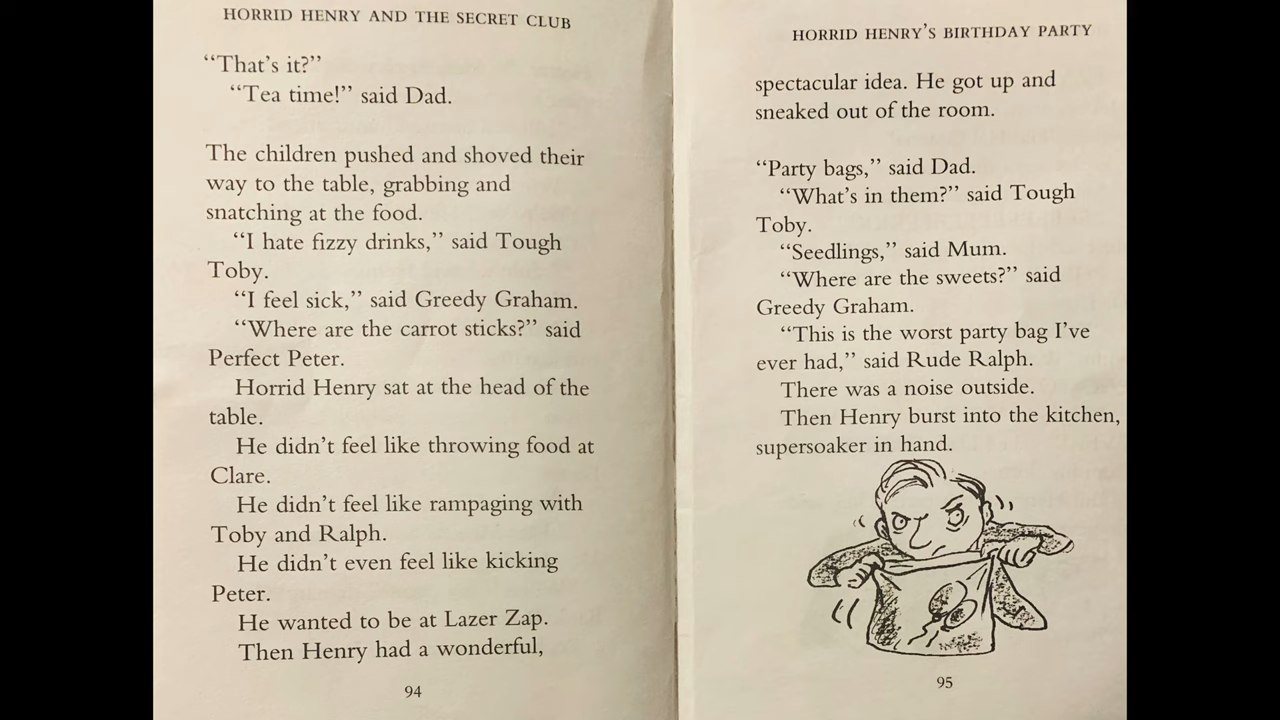 HORRID HENRY AND THE SECRET CLUB
“That’s it?”
“Tea time!” said Dad.
The children pushed and shoved their
way to the table, grabbing and
snatching at the food.
“I hate fizzy drinks,” said Tough
Toby.
“I feel sick,” said Greedy Graham.
“Where are the carrot sticks?” said
Perfect Peter.
Horrid Henry sat at the head of the
table.
He didn’t feel like throwing food at
Clare.
He didn’t feel like rampaging with
Toby and Ralph.
He didn’t even feel like kicking
Peter.
He wanted to be at Lazer Zap.
Then Henry had a wonderful,
94
HORRID HENRY’S BIRTHDAY PARTY
spectacular idea. He got up and
sneaked out of the room.
“Party bags,” said Dad.
“What’s in them?” said Tough
Toby.
“Seedlings,” said Mum.
“Where are the sweets?” said
Greedy Graham.
“This is the worst party bag I’ve
ever had,” said Rude Ralph.
There was a noise outside.
Then Henry burst into the kitchen,
supersoaker in hand.
95